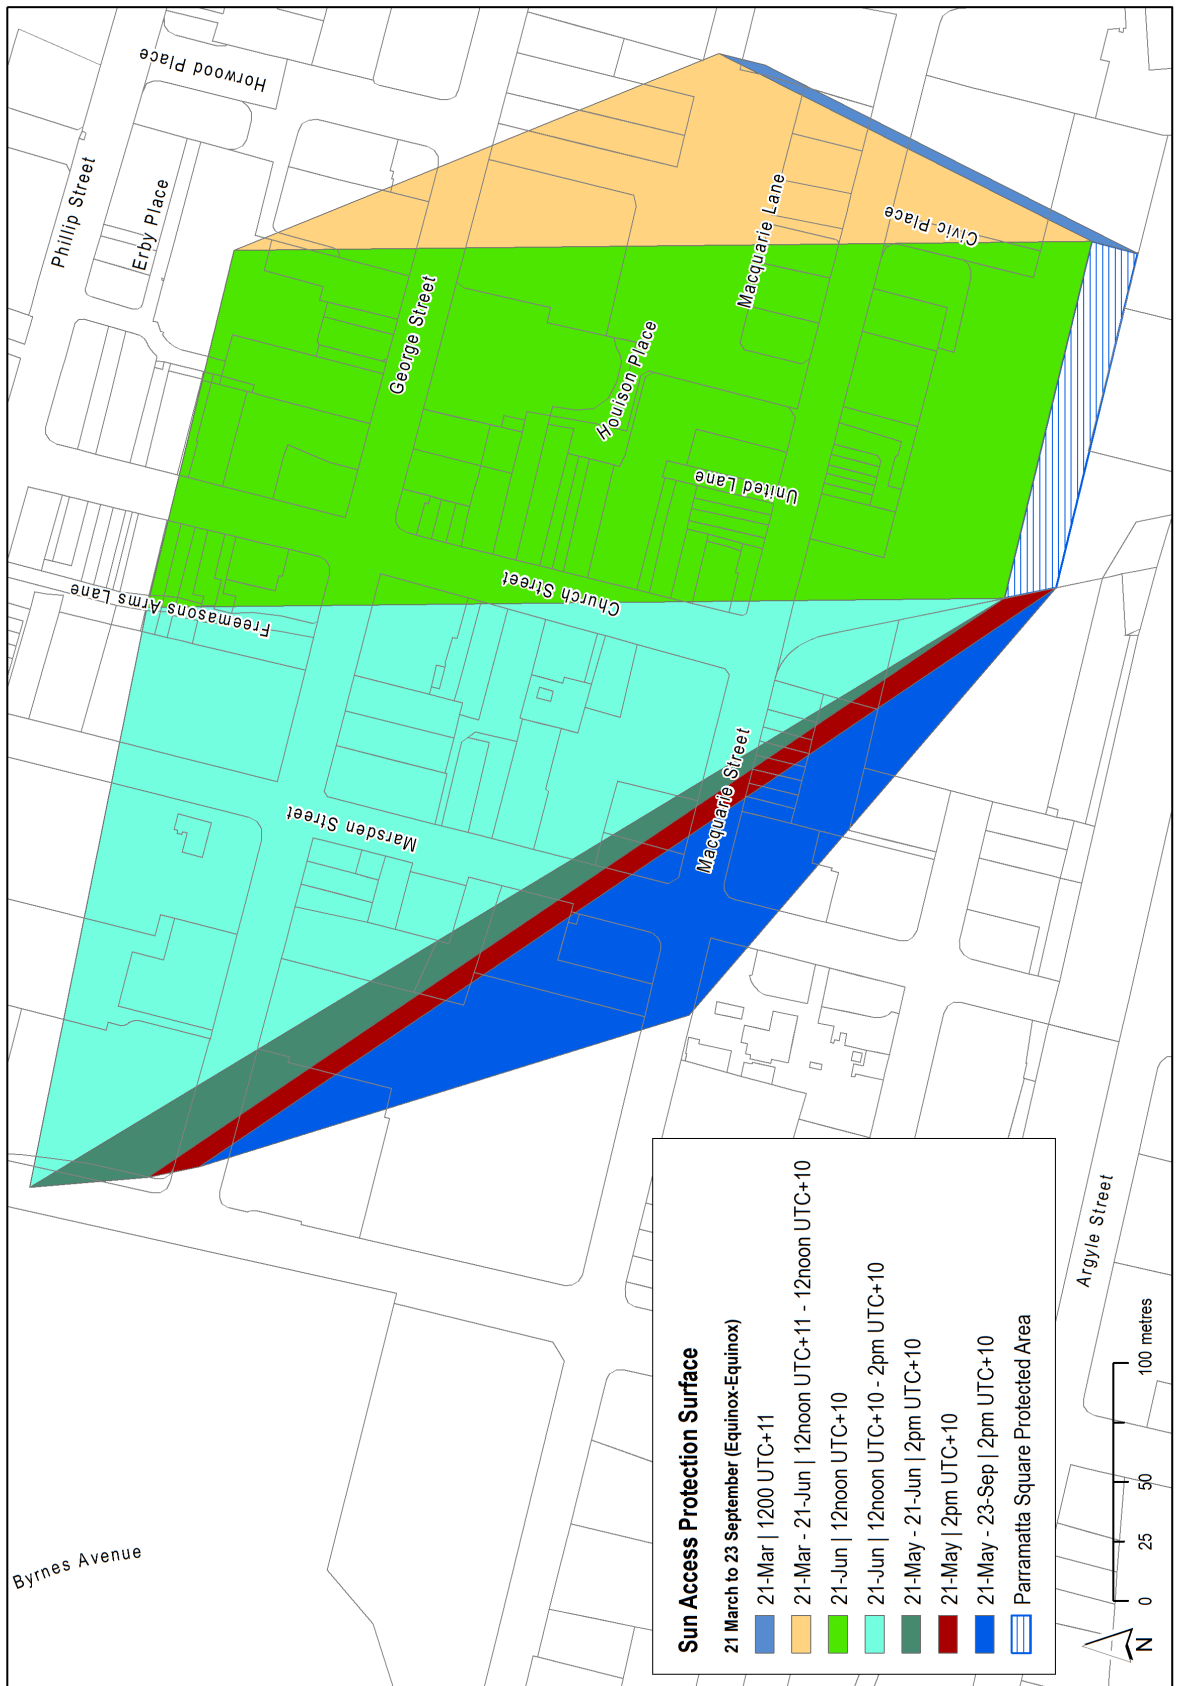 Horwood Place
Phillip Street
Erby Place
George Street
Macquarie Lane
Civic Place
Houison Place
United Lane
Church Street
Freemasons Arms Lane
Marsden Street
Macquarie Street
Argyle Street
Byrnes Avenue
Sun Access Protection Surface
21 March to 23 September (Equinox-Equinox)
21-Mar | 1200 UTC+11
21-Mar - 21-Jun | 12noon UTC+11 - 12noon UTC+10
21-Jun | 12noon UTC+10
21-Jun | 12noon UTC+10 - 2pm UTC+10
21-May - 21-Jun | 2pm UTC+10
21-May | 2pm UTC+10
21-May - 23-Sep | 2pm UTC+10
Parramatta Square Protected Area
N
0 25 50 100 metres